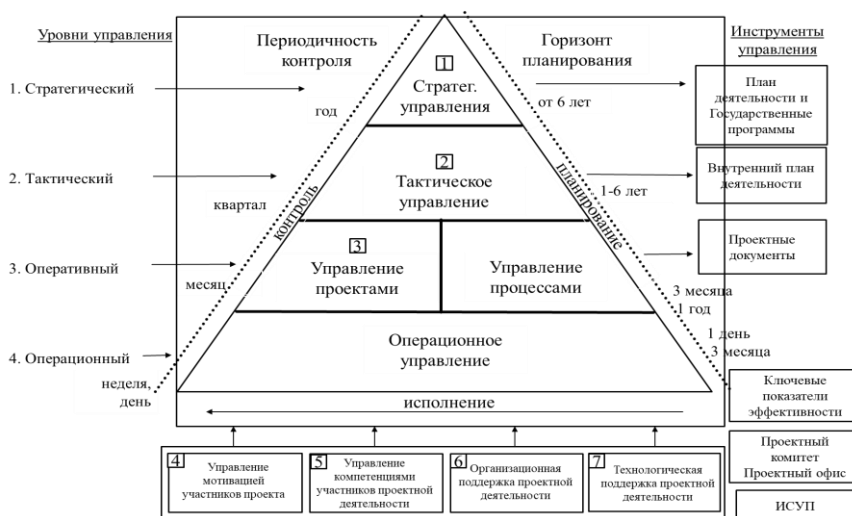 Уровни управления
Периодичность
контроля
Горизонт
планирования
Инструменты
управления
1. Стратегический
год
1
Стратег.
управления
от 6 лет
План
деятельности и
Государственные
программы
2. Тактический
квартал
контроль
2
Тактическое
управление
планирование
1-6 лет
Внутренний план
деятельности
3. Оперативный
месяц
3
Управление
проектами
Управление
процессами
3 месяца
1 год
Проектные
документы
4. Операционный
неделя,
день
Операционное
управление
1 день
3 месяца
исполнение
Ключевые
показатели
эффективности
4
Управление
мотивацией
участников проекта
5
Управление
компетенциями
участников проектной
деятельности
6
Организационная
поддержка проектной
деятельности
7
Технологическая
поддержка проектной
деятельности
Проектный
комитет
Проектный офис
ИСУП